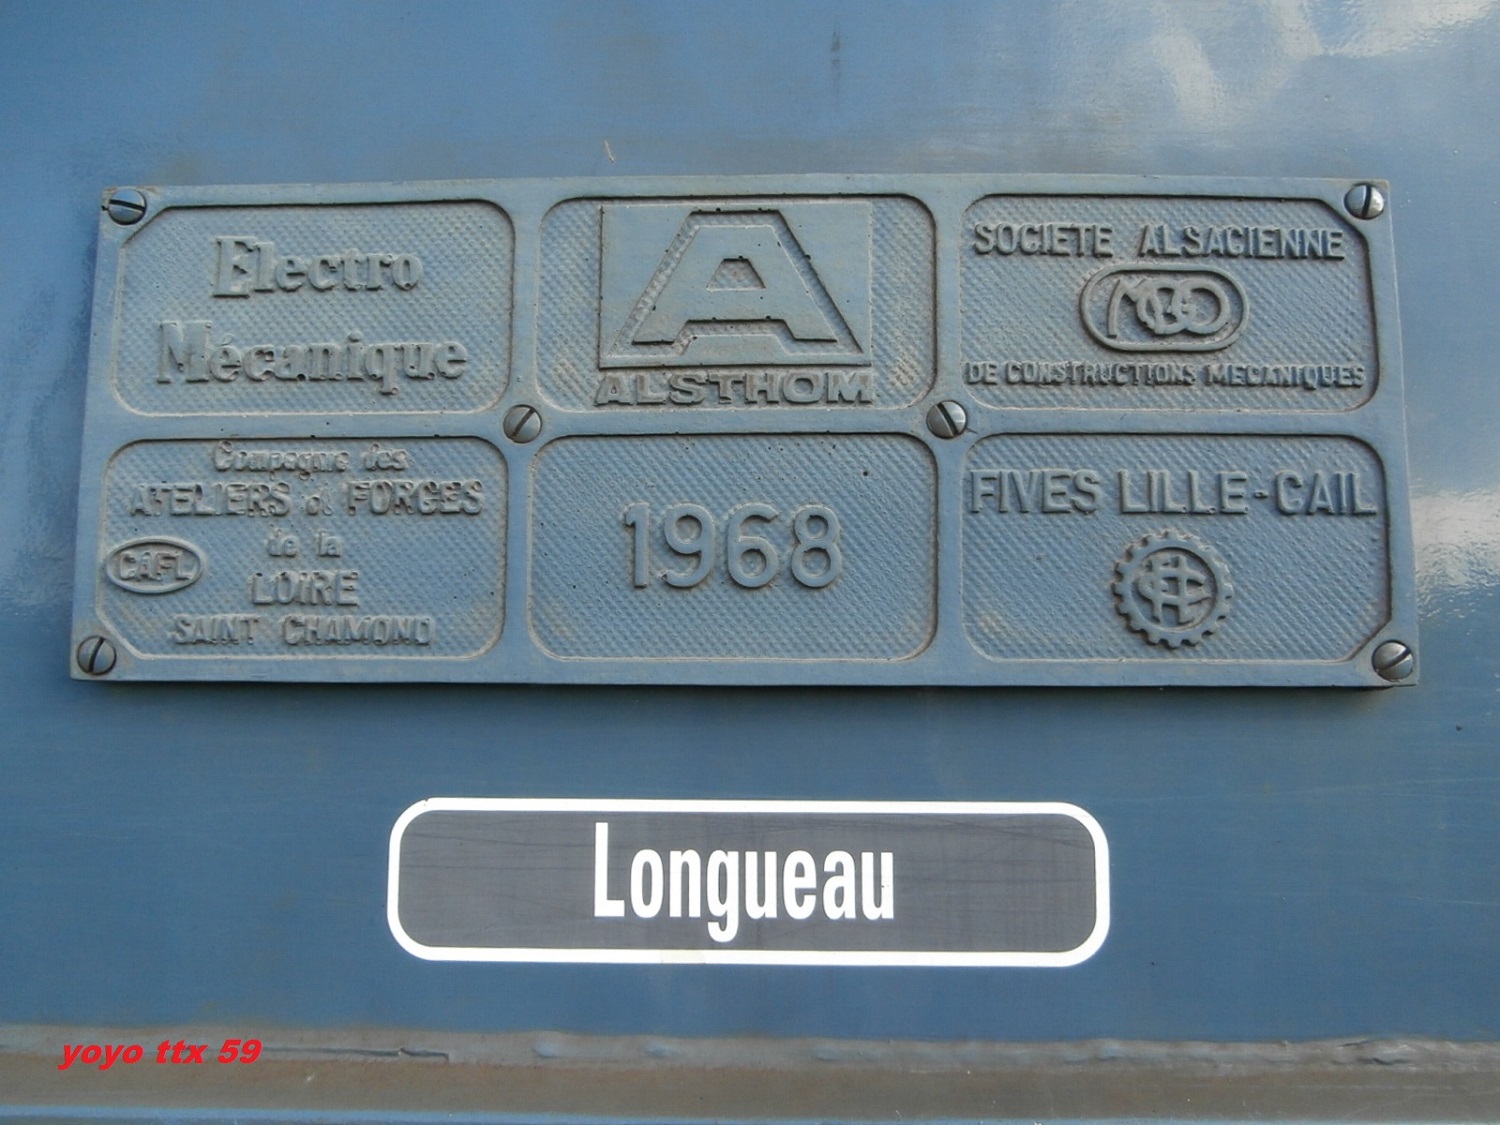 Electro
Mécanique
A
ALSTHOM
SOCIETE ALSACIENNE
MGO
DE CONSTRUCTIONS MECANIQUES
Compagnie des
ATELIERS et FORGES
de la
CAFL
LOIRE
SAINT CHAMOND
1968
FIVES LILLE-CAIL
Longueau
yoyo ttx 59